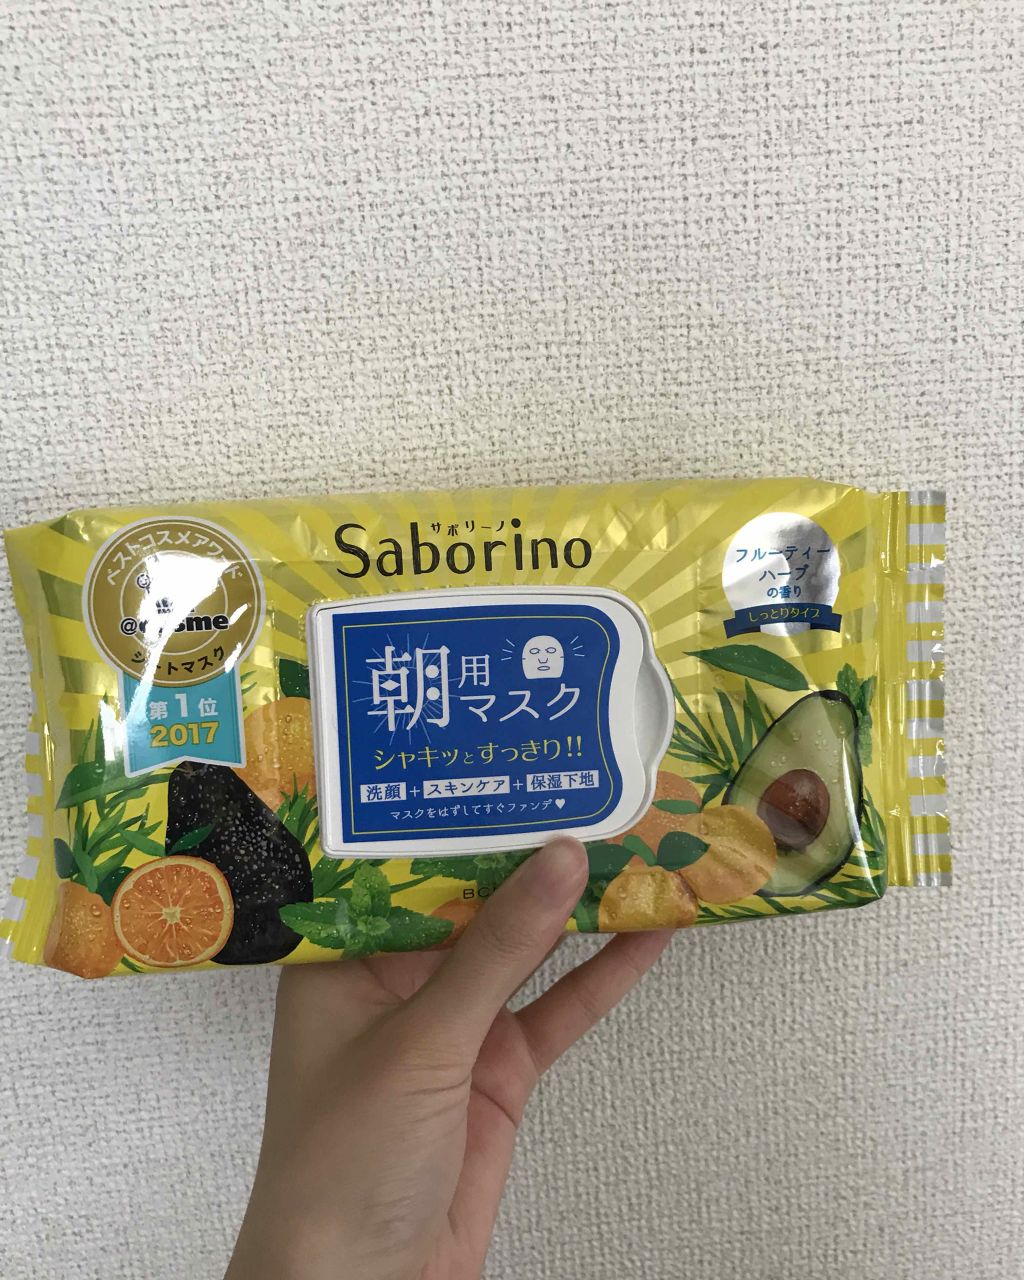 サボリーノ
Saborino
ベストコスメアワード
@cosme
シートマスク
第1位
2017
フルーティー
ハーブ
の香り
しっとりタイプ
朝用マスク
シャキッとすっきり!!
洗顔+スキンケア+保湿下地
マスクをはずしてすぐファンデ♥